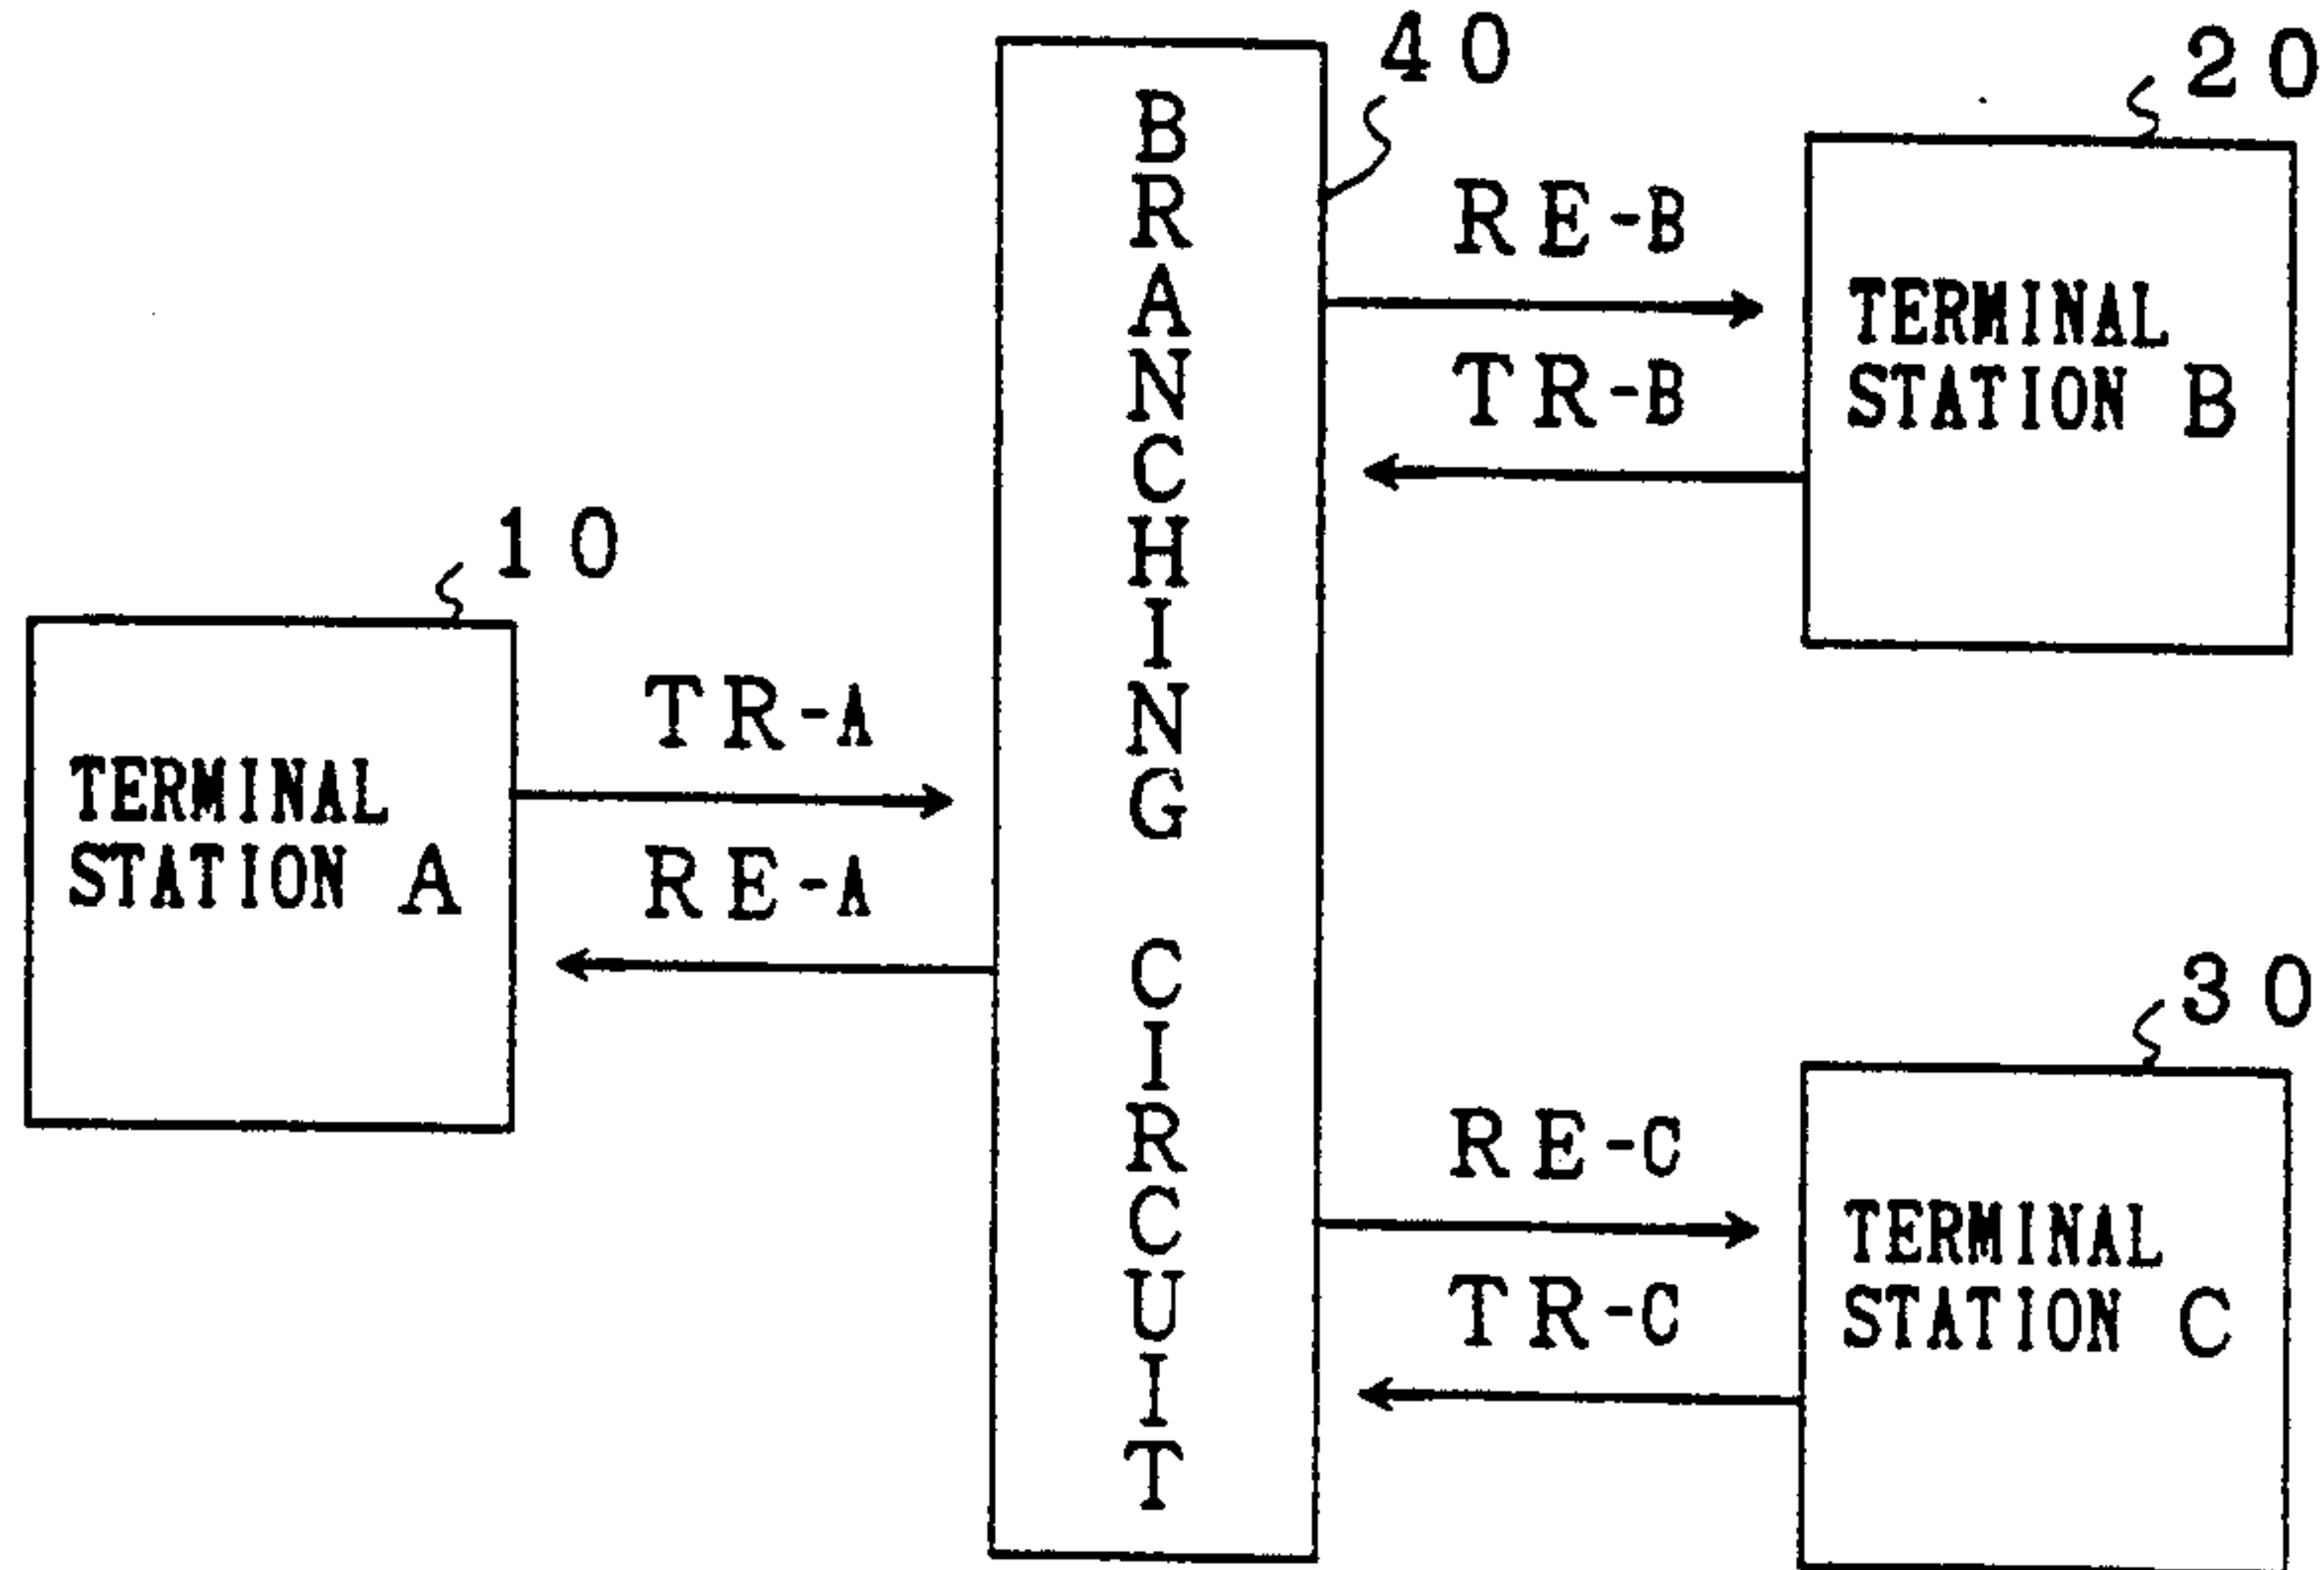 40
20
BRANCHING CIRCUIT
RE-B
TERMINAL
STATION B
TR-B
10
TR-A
TERMINAL
STATION A
RE-A
30
RE-C
TERMINAL
STATION C
TR-C